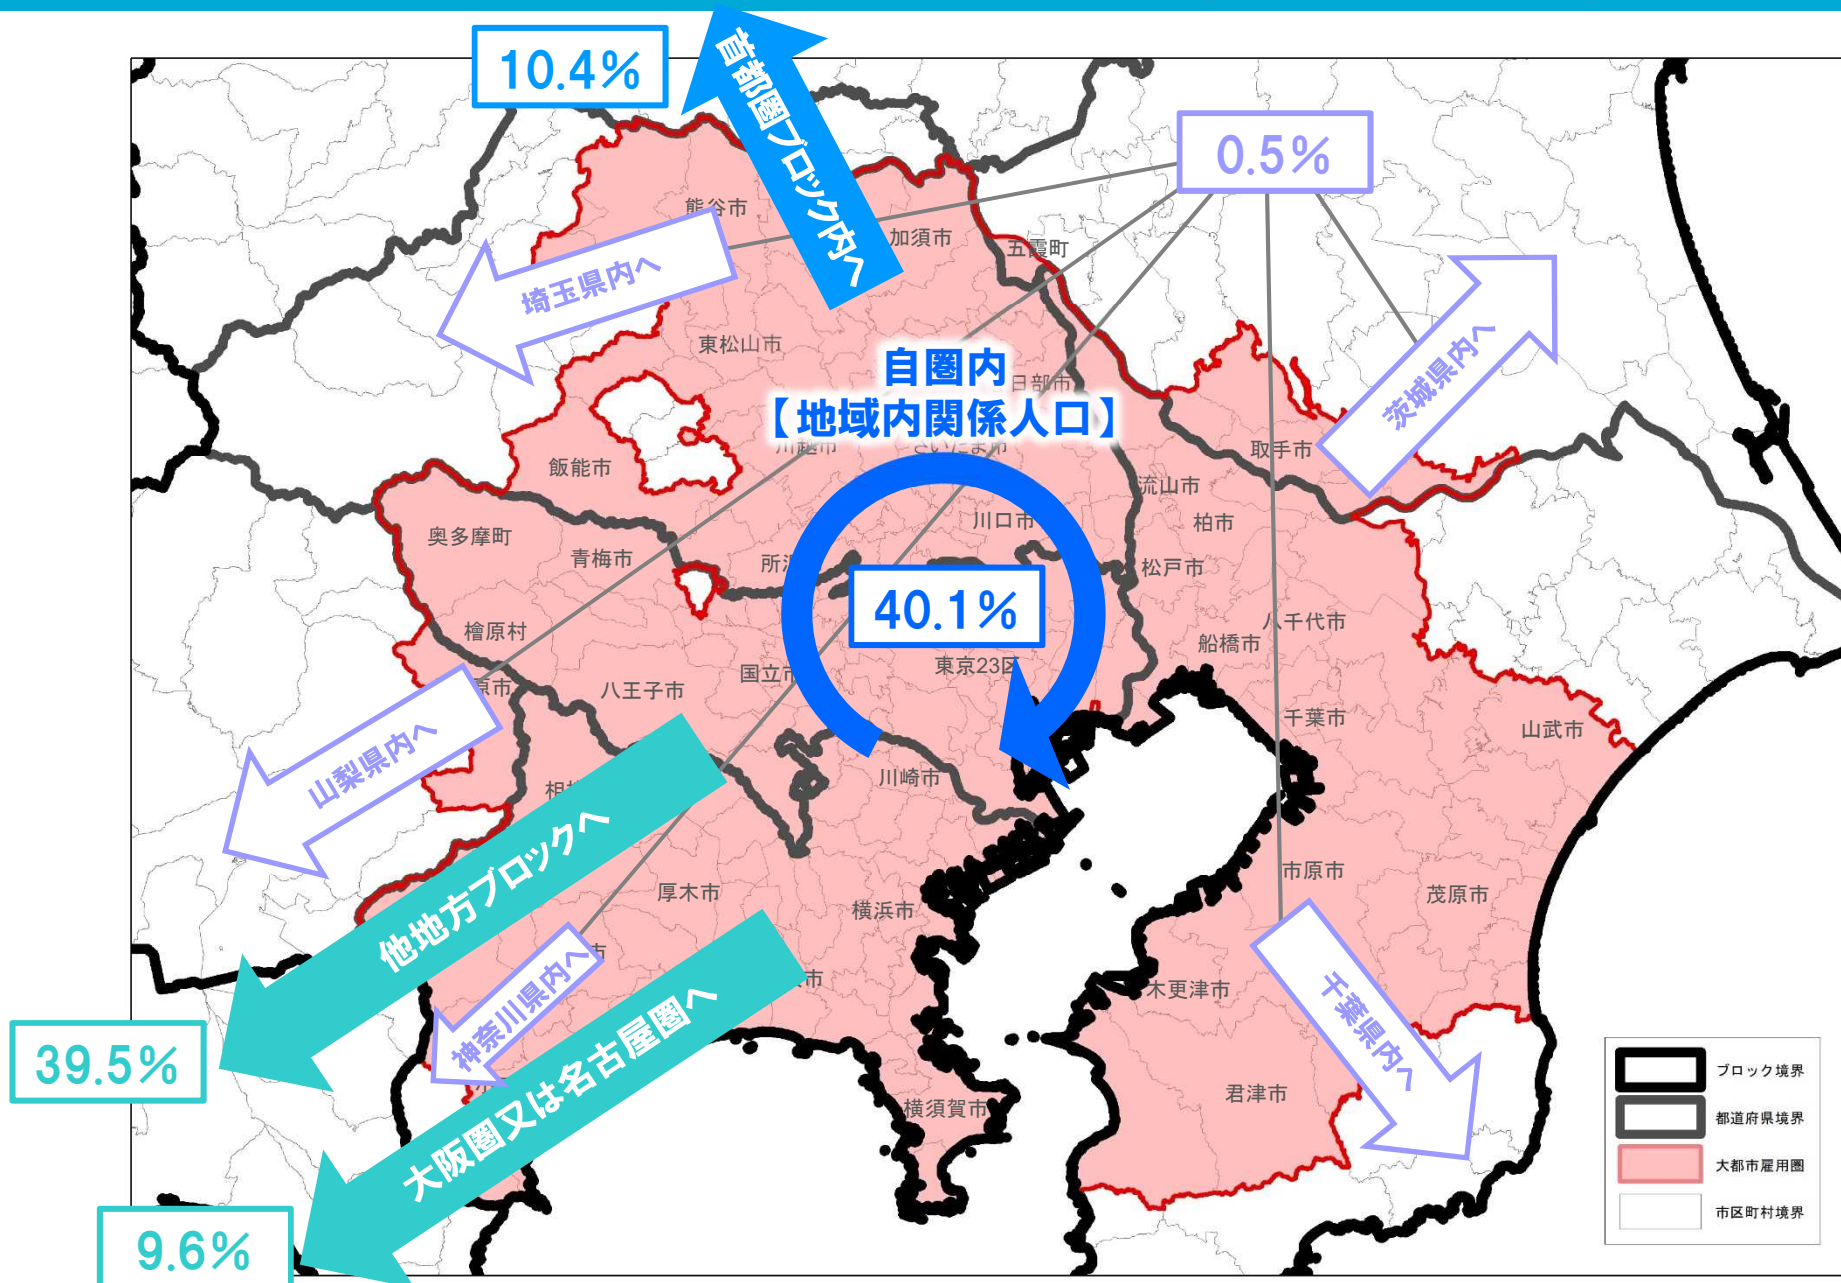 10.4%
首都圏ブロック内へ
0.5%
熊谷市
加須市
五霞町
埼玉県内へ
茨城県内へ
東松山市
自圏内
【地域内関係人口】
日部市
川越市
さいたま市
取手市
飯能市
流山市
川口市
柏市
奥多摩町
青梅市
松戸市
40.1%
檜原村
八千代市
船橋市
国立市
東京23区
八王子市
原市
千葉市
山武市
山梨県内へ
川崎市
他地方ブロックへ
厚木市
横浜市
市原市
茂原市
神奈川県内へ
木更津市
千葉県内へ
大阪圏又は名古屋圏へ
39.5%
君津市
横須賀市
9.6%
ブロック境界
都道府県境界
大都市雇用圏
市区町村境界